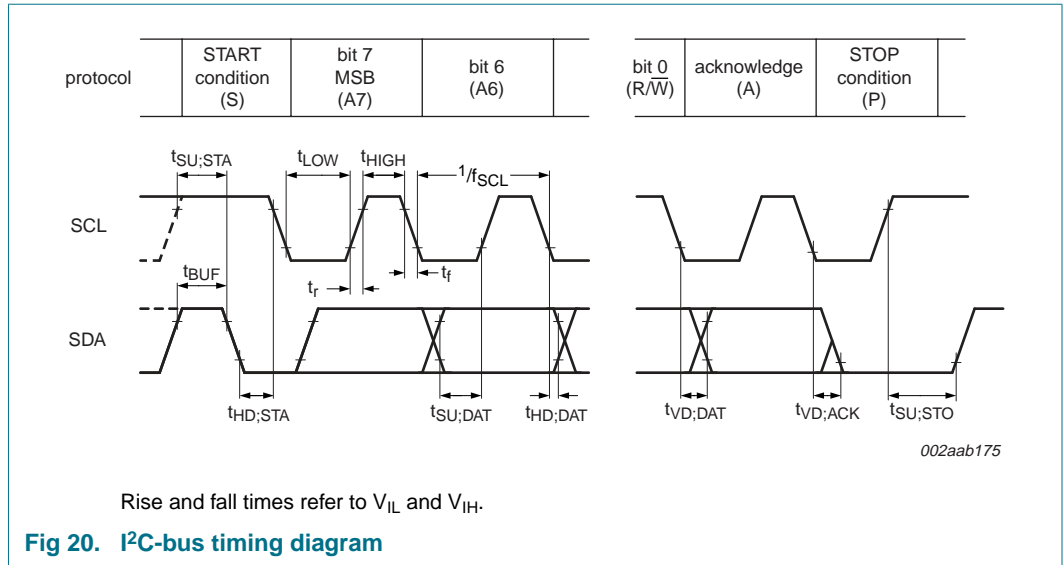 protocol
START
condition
(S)
bit 7
MSB
(A7)
bit 6
(A6)
bit 0
(R/W̅)
acknowledge
(A)
STOP
condition
(P)
tSU;STA
tLOW
tHIGH
1/fSCL
SCL
tBUF
tr
tf
SDA
tHD;STA
tSU;DAT
tHD;DAT
tVD;DAT
tVD;ACK
tSU;STO
002aab175
Rise and fall times refer to VIL and VIH.
Fig 20. I²C-bus timing diagram